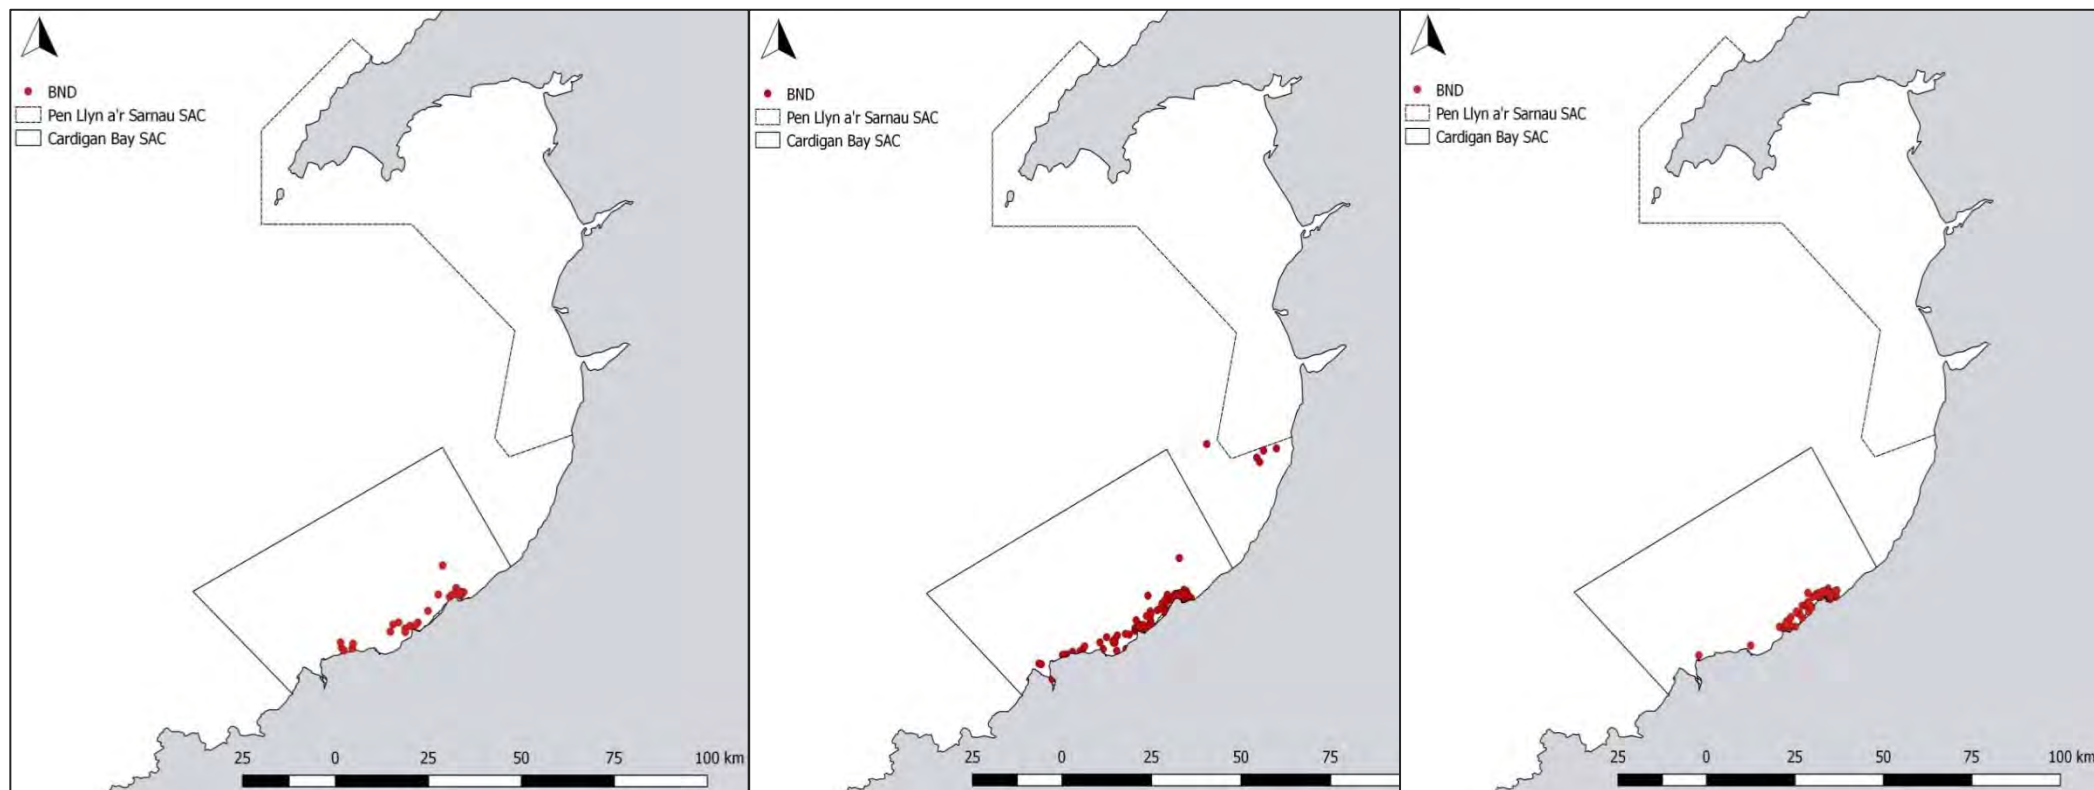 BND
Pen Llyn a'r Sarnau SAC
Cardigan Bay SAC
25 0 25 50 75 100 km
BND
Pen Llyn a'r Sarnau SAC
Cardigan Bay SAC
25 0 25 50 75
BND
Pen Llyn a'r Sarnau SAC
Cardigan Bay SAC
25 0 25 50 75 100 km